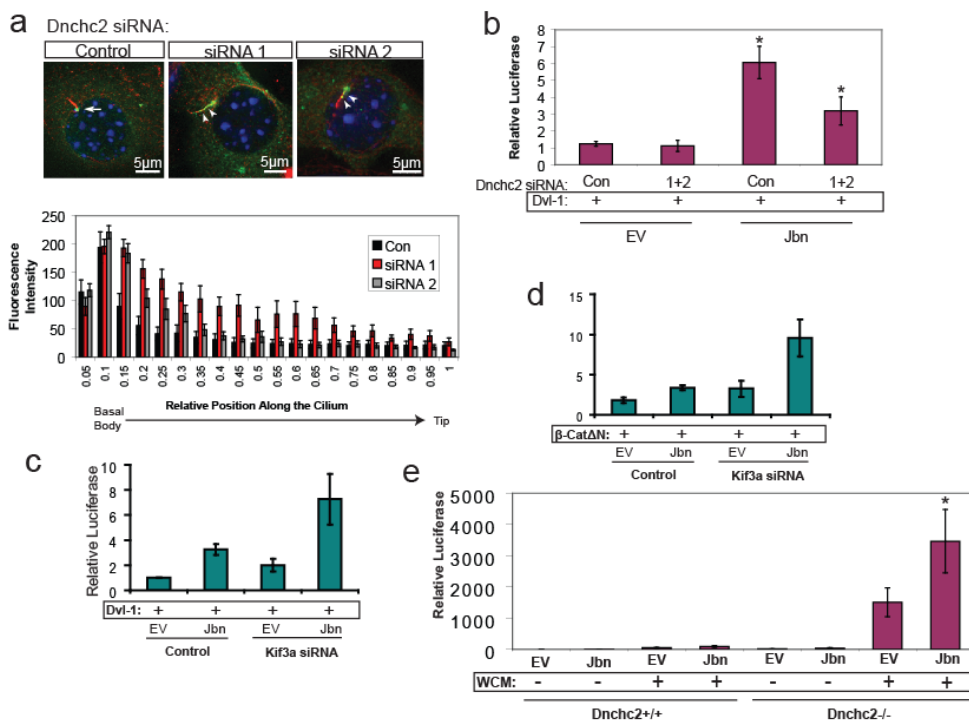 a
Dnchc2 siRNA:
Control
siRNA 1
siRNA 2
5µm
5µm
5µm
Fluorescence
Intensity
250
200
150
100
50
0
Con
siRNA 1
siRNA 2
0.05
0.1
0.15
0.2
0.25
0.3
0.35
0.4
0.45
0.5
0.55
0.6
0.65
0.7
0.75
0.8
0.85
0.9
0.95
1
Relative Position Along the Cilium
Basal
Body
Tip
b
Relative Luciferase
8
7
6
5
4
3
2
1
0
*
*
Dnchc2 siRNA:
Con
1+2
Con
1+2
Dvl-1:
+
+
+
+
EV
Jbn
c
Relative Luciferase
10
8
6
4
2
0
Dvl-1:
+
+
+
+
EV
Jbn
EV
Jbn
Control
Kif3a siRNA
d
15
10
5
0
β-CatΔN:
+
+
+
+
EV
Jbn
EV
Jbn
Control
Kif3a siRNA
e
Relative Luciferase
5000
4000
3000
2000
1000
0
*
EV
Jbn
EV
Jbn
EV
Jbn
EV
Jbn
WCM:
-
-
+
+
-
-
+
+
Dnchc2+/+
Dnchc2-/-